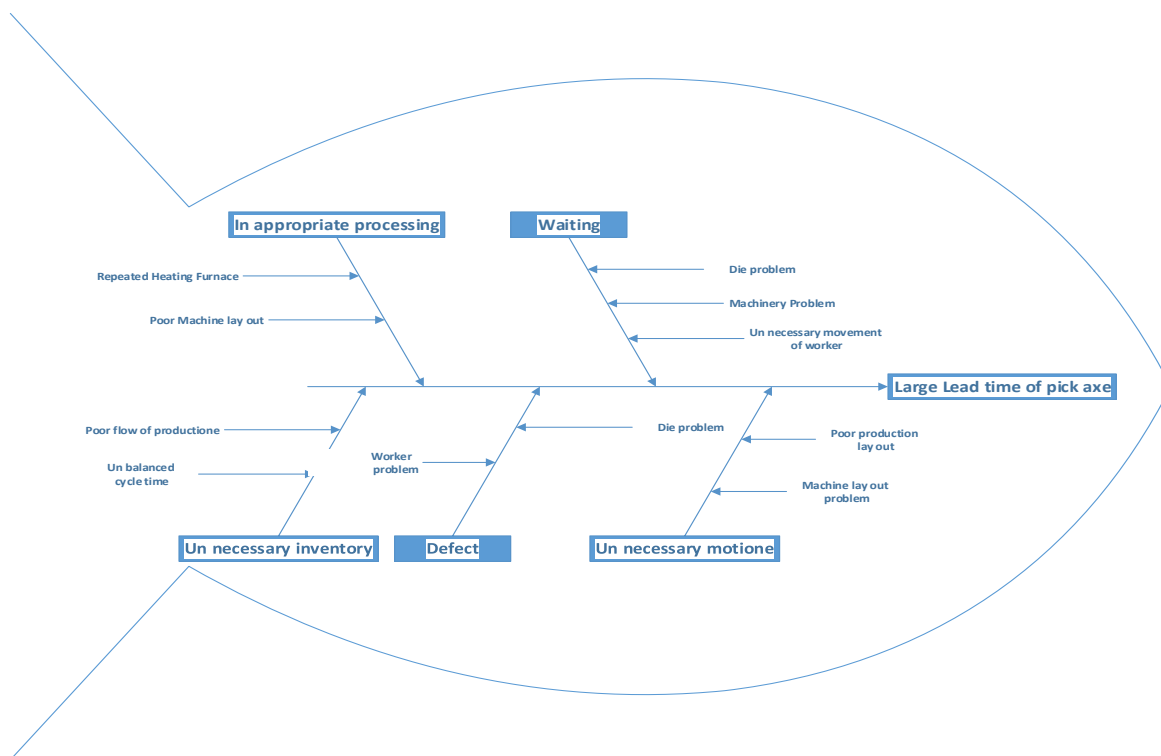 In appropriate processing
Waiting
Repeated Heating Furnace
Die problem
Machinery Problem
Poor Machine lay out
Un necessary movement
of worker
Large Lead time of pick axe
Poor flow of productione
Die problem
Poor production
lay out
Worker
problem
Un balanced
cycle time
Machine lay out
problem
Un necessary inventory
Defect
Un necessary motione